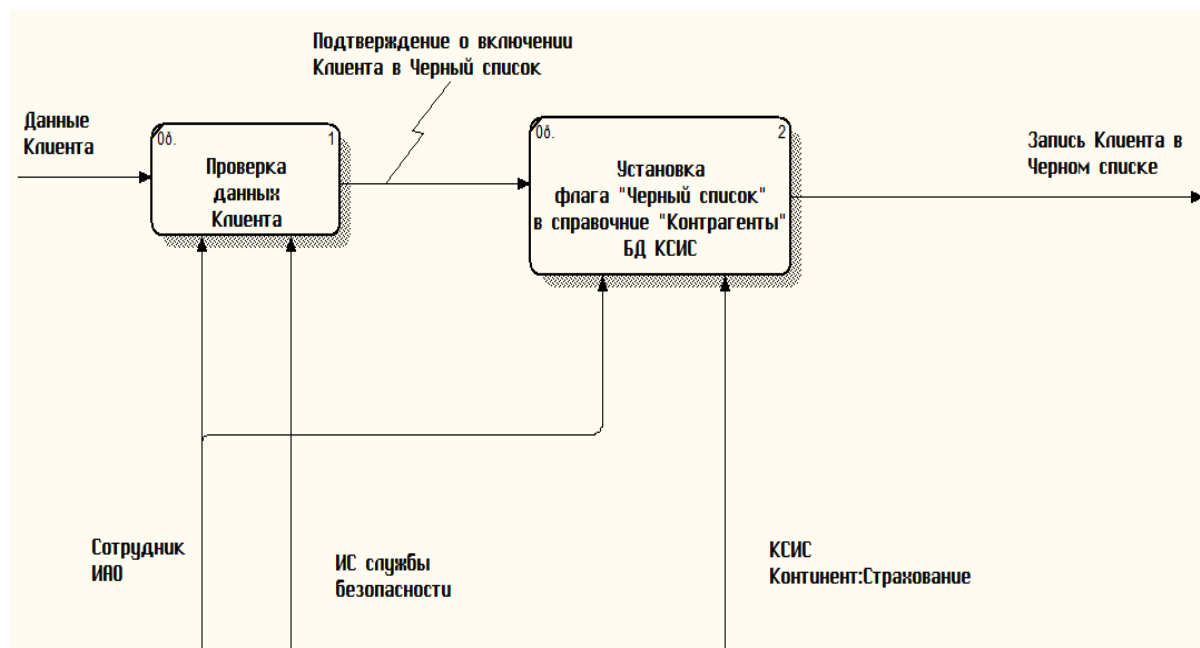 Подтверждение о включении
Клиента в Черный список
Данные
Клиента
0д.
1
Проверка
данных
Клиента
0д.
2
Установка
флага "Черный список"
в справочние "Контрагенты"
БД КСИС
Запись Клиента в
Черном списке
Сотрудник
ИАО
ИС службы
безопасности
КСИС
Континент:Страхование